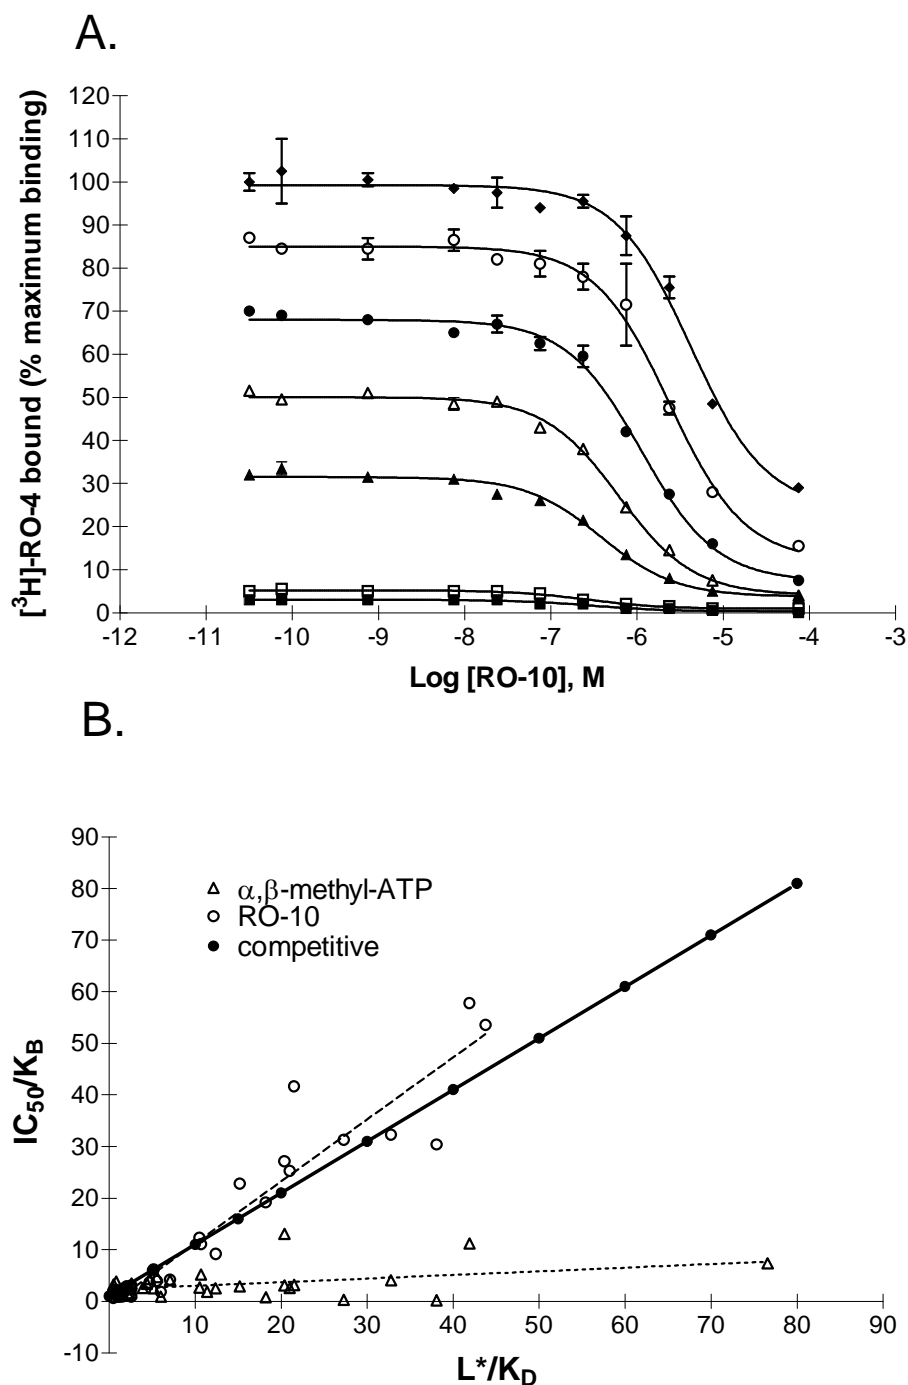 A.
[³H]-RO-4 bound (% maximum binding)
120
110
100
90
80
70
60
50
40
30
20
10
0
-12 -11 -10 -9 -8 -7 -6 -5 -4 -3
Log [RO-10], M
B.
IC₅₀/K_B
90
80
70
60
50
40
30
20
10
0
-10
α,β-methyl-ATP
RO-10
competitive
10 20 30 40 50 60 70 80 90
L*/K_D